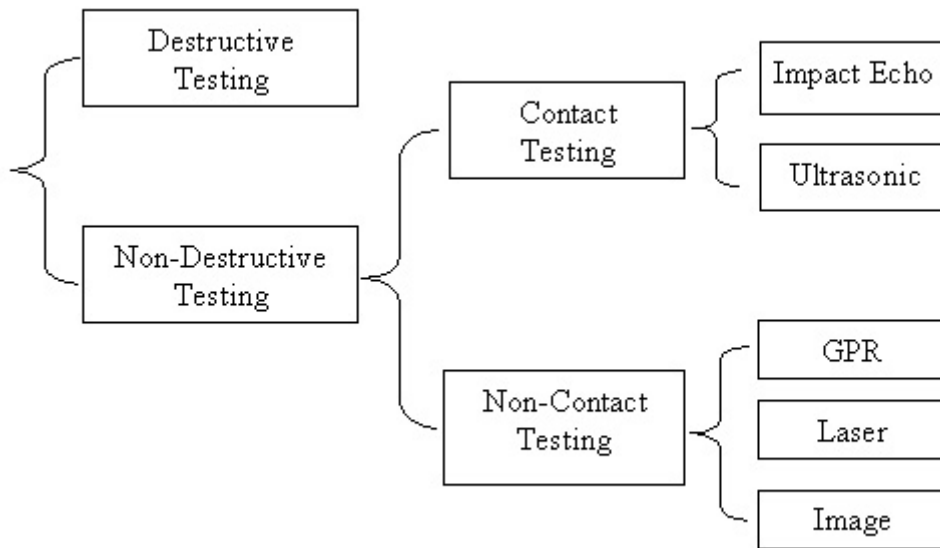 Destructive
Testing
Non-Destructive
Testing
Contact
Testing
Non-Contact
Testing
Impact Echo
Ultrasonic
GPR
Laser
Image